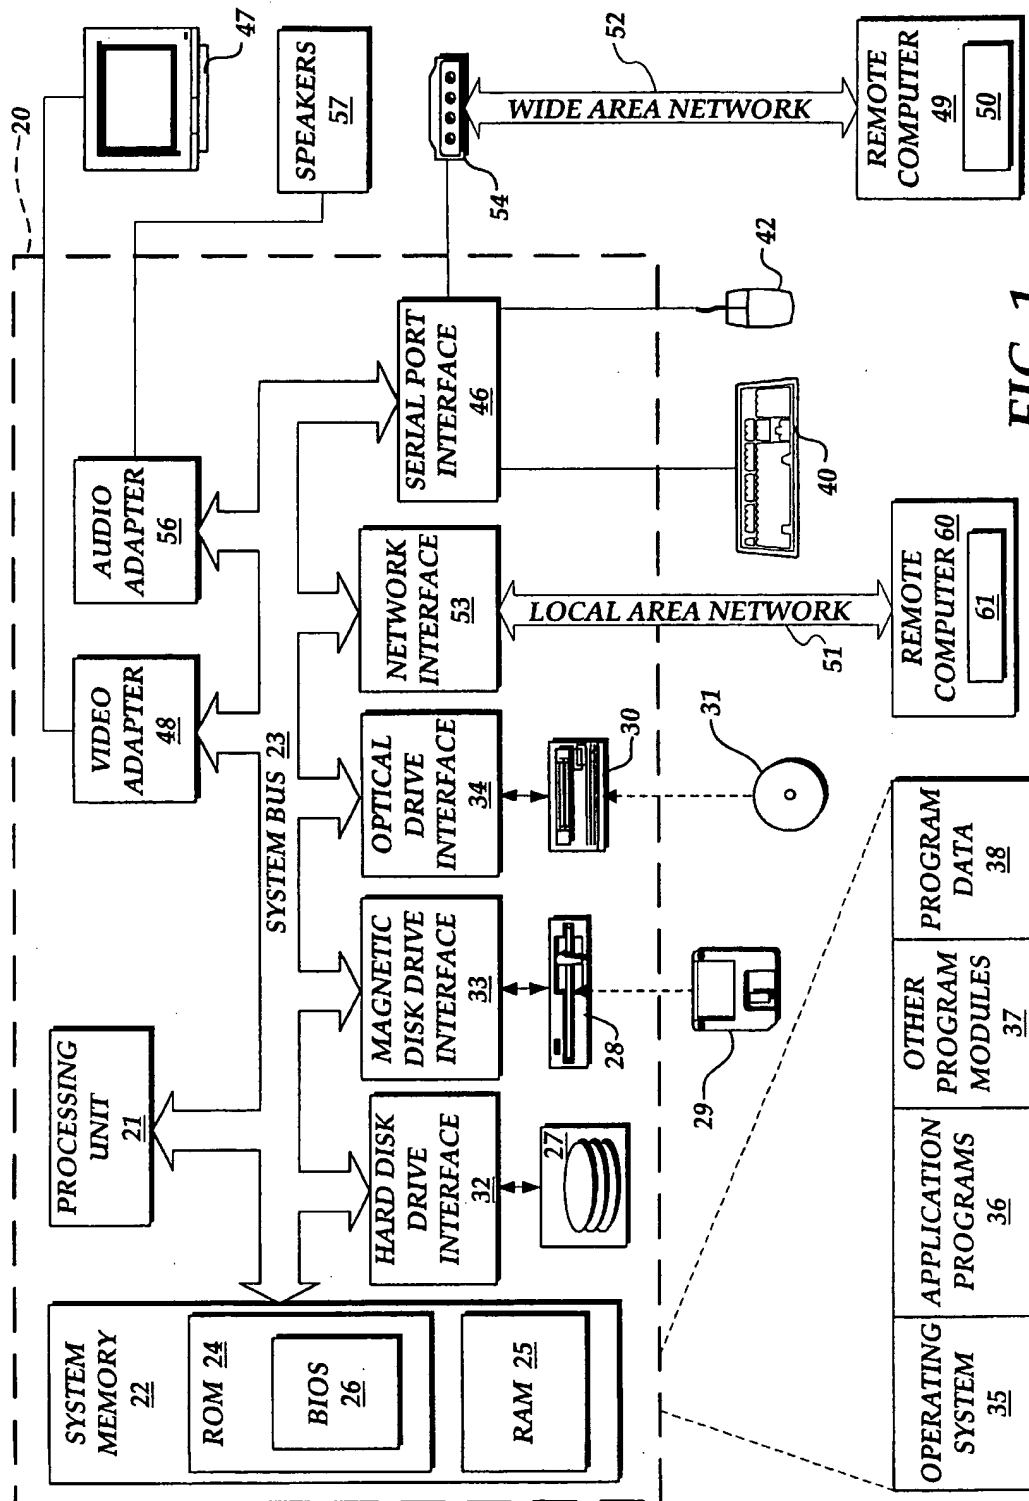 20
SYSTEM
MEMORY
22
ROM 24
BIOS
26
RAM 25
PROCESSING
UNIT
21
VIDEO
ADAPTER
48
AUDIO
ADAPTER
56
47
SPEAKERS
57
SYSTEM BUS 23
HARD DISK
DRIVE
INTERFACE
32
MAGNETIC
DISK DRIVE
INTERFACE
33
OPTICAL
DRIVE
INTERFACE
34
NETWORK
INTERFACE
53
SERIAL PORT
INTERFACE
46
54
WIDE AREA NETWORK
52
27
28
30
29
31
LOCAL AREA NETWORK
51
40
42
REMOTE
COMPUTER
49
50
REMOTE
COMPUTER 60
61
OPERATING
SYSTEM
35
APPLICATION
PROGRAMS
36
OTHER
PROGRAM
MODULES
37
PROGRAM
DATA
38
FIG. 1